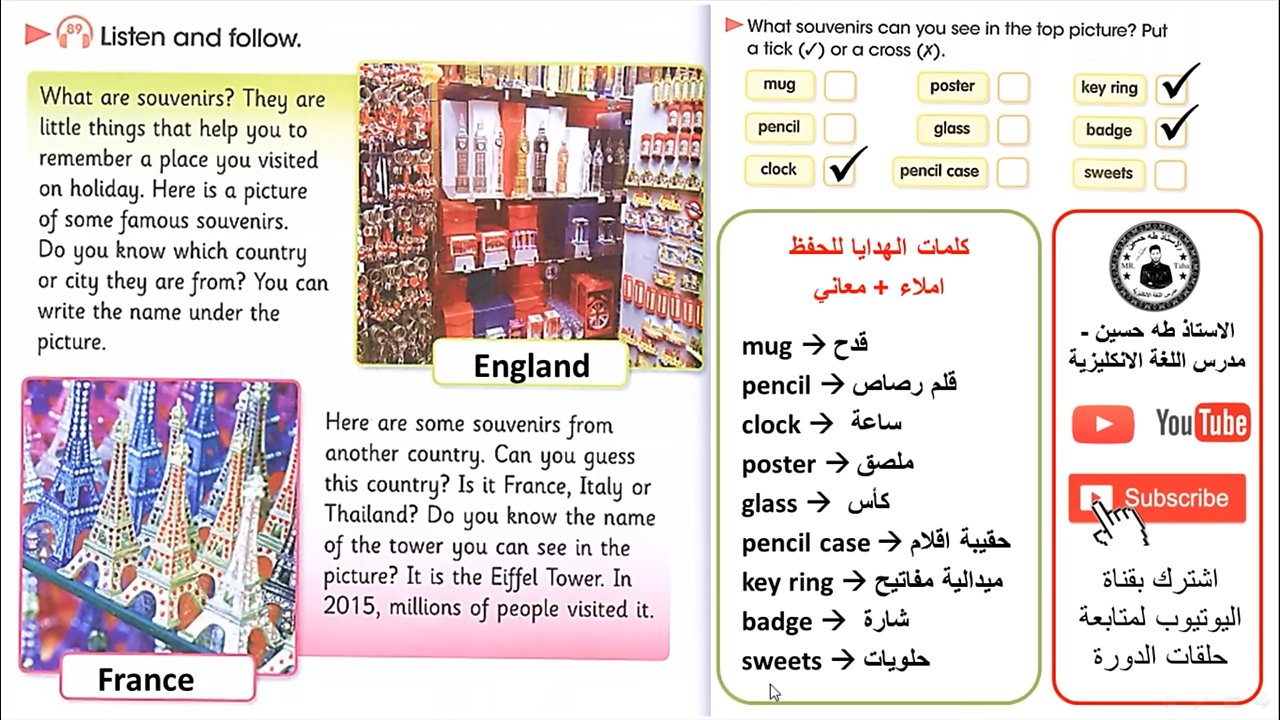 89 Listen and follow.
What are souvenirs? They are
little things that help you to
remember a place you visited
on holiday. Here is a picture
of some famous souvenirs.
Do you know which country
or city they are from? You can
write the name under the
picture.
England
Here are some souvenirs from
another country. Can you guess
this country? Is it France, Italy or
Thailand? Do you know the name
of the tower you can see in the
picture? It is the Eiffel Tower. In
2015, millions of people visited it.
France
What souvenirs can you see in the top picture? Put
a tick (✓) or a cross (✗).
mug
poster
key ring ✓
pencil
glass
badge ✓
clock ✓
pencil case
sweets
كلمات الهدايا للحفظ
املاء + معاني
mug → قدح
pencil → قلم رصاص
clock → ساعة
poster → ملصق
glass → كأس
pencil case → حقيبة اقلام
key ring → ميدالية مفاتيح
badge → شارة
sweets → حلويات
الاستاذ طه حسين
MR. Taha
مدرس اللغة الانكليزية
الاستاذ طه حسين -
مدرس اللغة الانكليزية
YouTube
Subscribe
اشترك بقناة
اليوتيوب لمتابعة
حلقات الدورة